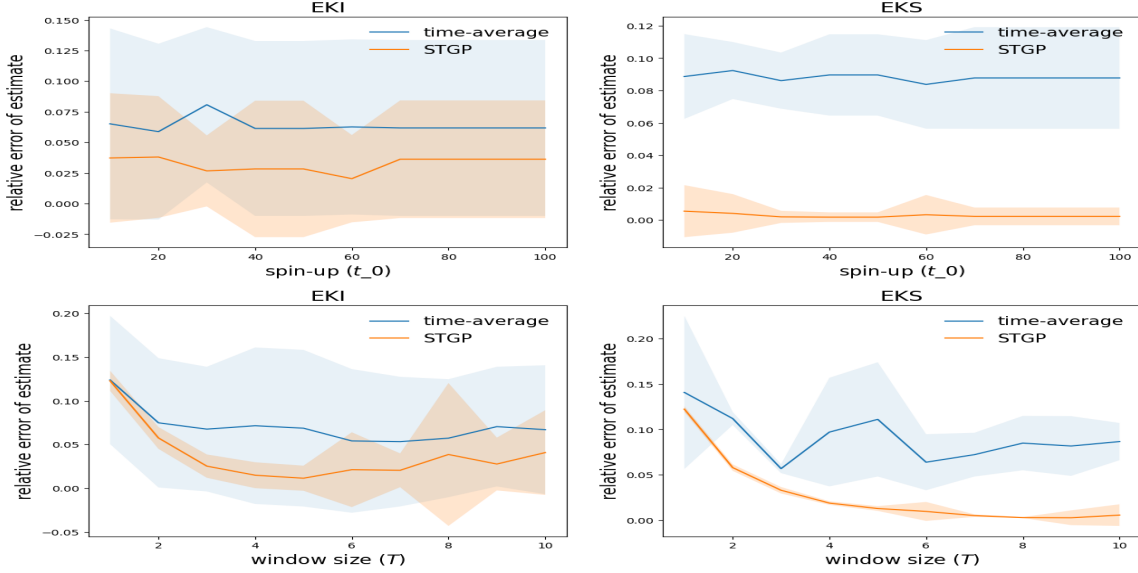 EKI
0.150
0.125
0.100
0.075
0.050
0.025
0.000
−0.025
relative error of estimate
time-average
STGP
20
40
60
80
100
spin-up (t_0)
EKS
0.12
0.10
0.08
0.06
0.04
0.02
0.00
relative error of estimate
time-average
STGP
20
40
60
80
100
spin-up (t_0)
EKI
0.20
0.15
0.10
0.05
0.00
−0.05
relative error of estimate
time-average
STGP
2
4
6
8
10
window size (T)
EKS
0.20
0.15
0.10
0.05
0.00
relative error of estimate
time-average
STGP
2
4
6
8
10
window size (T)